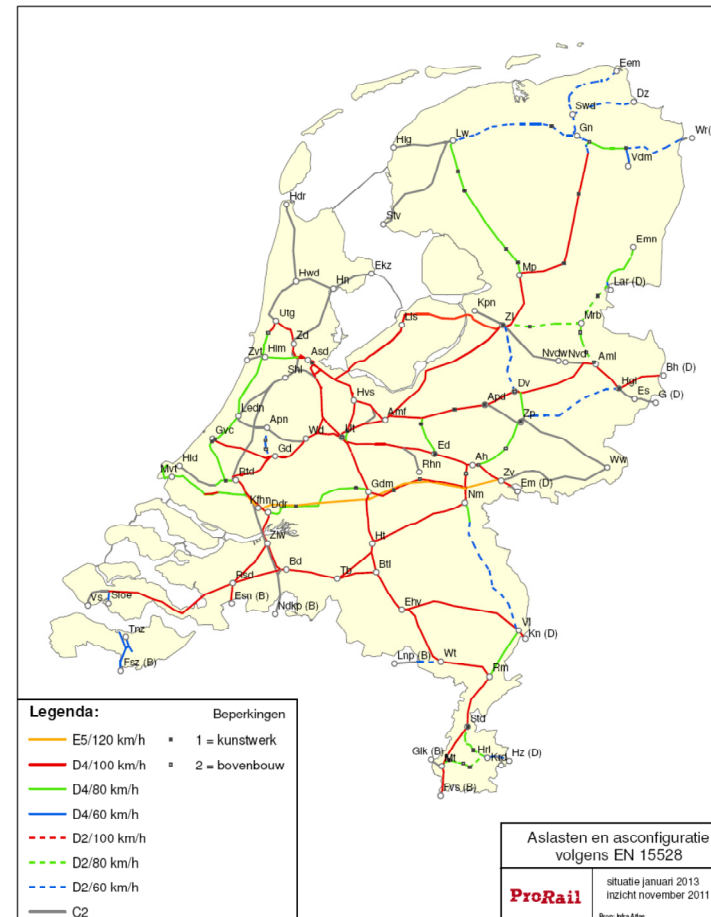 Eem
Dz
Swd
Gn
Wr(
Lw
Hlg
Vdm
Stv
Hdr
Emn
Mp
Lar (D)
Hwd
Hn
Ekz
Kpn
Zl
Mrb
Utg
Lls
Zd
Nvdw
Nvd
Aml
Bh (D)
Zvt
Hlm
Asd
Shl
Hvs
Apd
Dv
Hgl
Es
G (D)
Ledn
Apn
Amf
Zp
Gvc
Wd
Ut
Hld
Gd
Ed
Rhn
Ah
Ww
Mvt
Rtd
Zv
Em (D)
Kfhn
Ddr
Gdm
Nm
Zlw
Ht
Rsd
Bd
Tb
Btl
Vs
Sloe
Esn (B)
Ndkp (B)
Ehv
Tnz
Vl
Kn (D)
Fsz (B)
Lnp (B)
Wt
Rm
Std
Glk (B)
Mt
Hrl
Krd
Hz (D)
Fvs (B)
Legenda:
Beperkingen
E5/120 km/h
1 = kunstwerk
D4/100 km/h
2 = bovenbouw
D4/80 km/h
D4/60 km/h
D2/100 km/h
D2/80 km/h
D2/60 km/h
C2
Aslasten en asconfiguratie
volgens EN 15528
ProRail
situatie januari 2013
inzicht november 2011
Bron: Infra Atlas